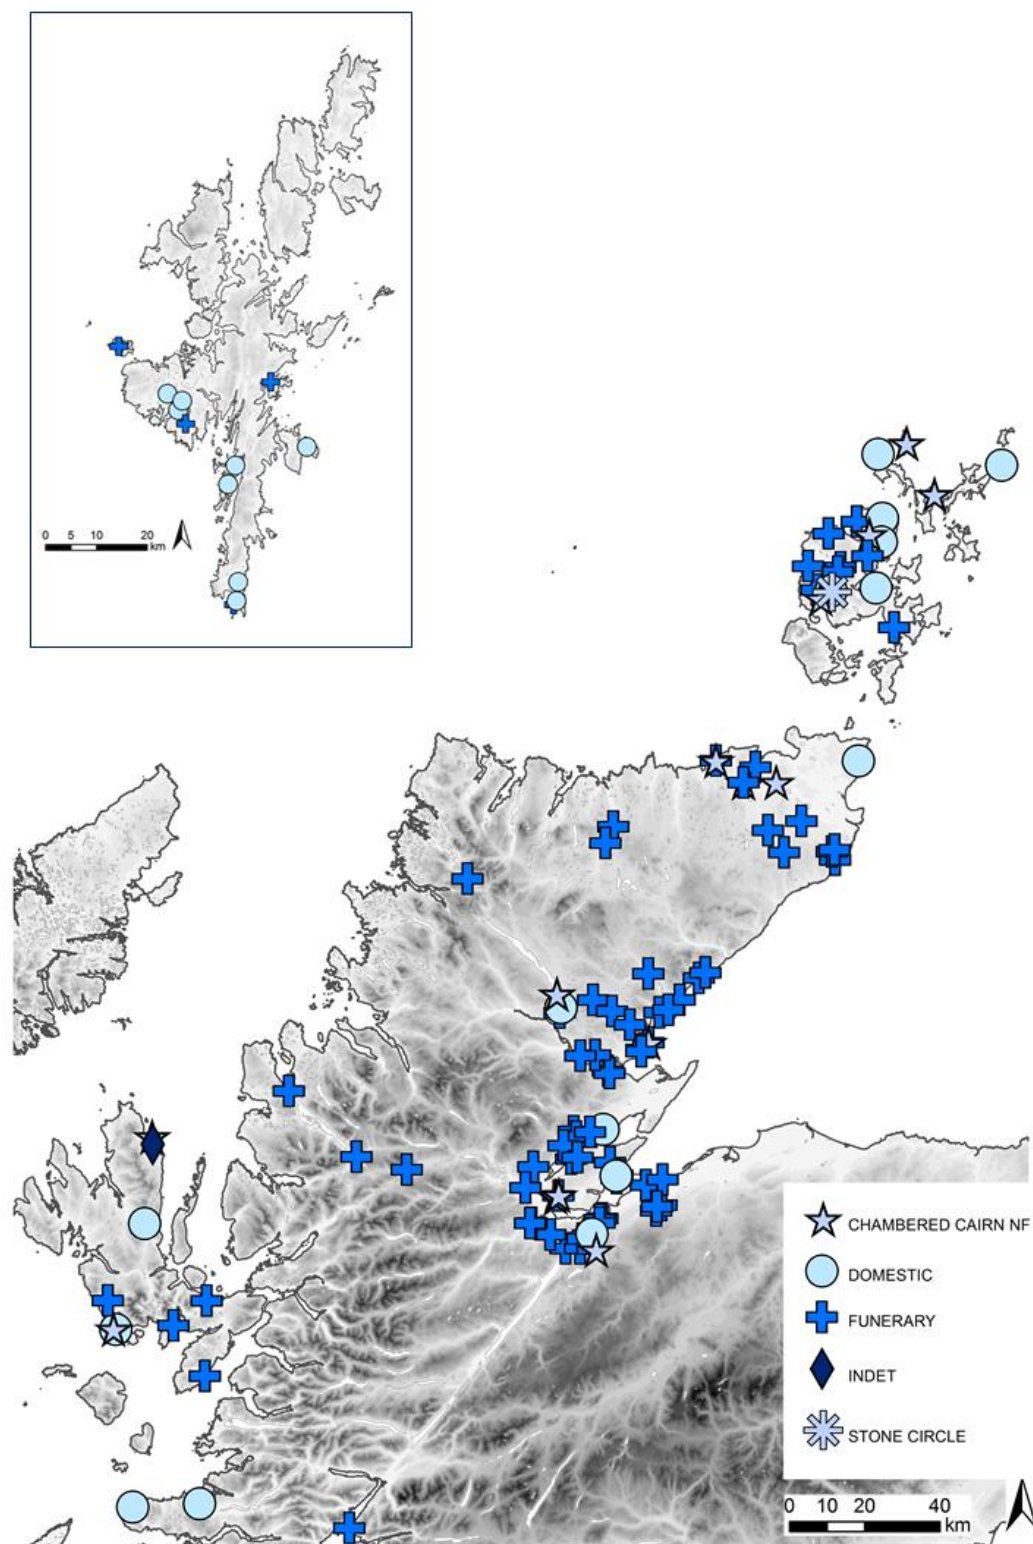 0 5 10 20
km
CHAMBERED CAIRN NF
DOMESTIC
FUNERARY
INDET
STONE CIRCLE
0 10 20 40
km